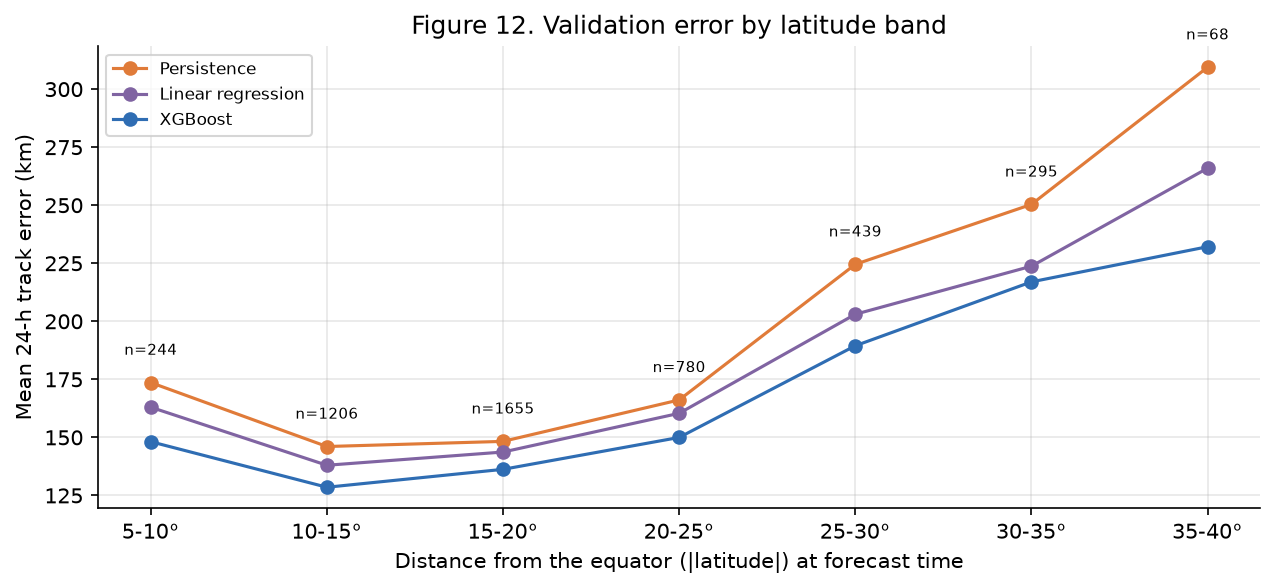 Figure 12. Validation error by latitude band
Persistence
Linear regression
XGBoost
n=244
n=1206
n=1655
n=780
n=439
n=295
n=68
Mean 24-h track error (km)
300
275
250
225
200
175
150
125
5-10°
10-15°
15-20°
20-25°
25-30°
30-35°
35-40°
Distance from the equator (|latitude|) at forecast time